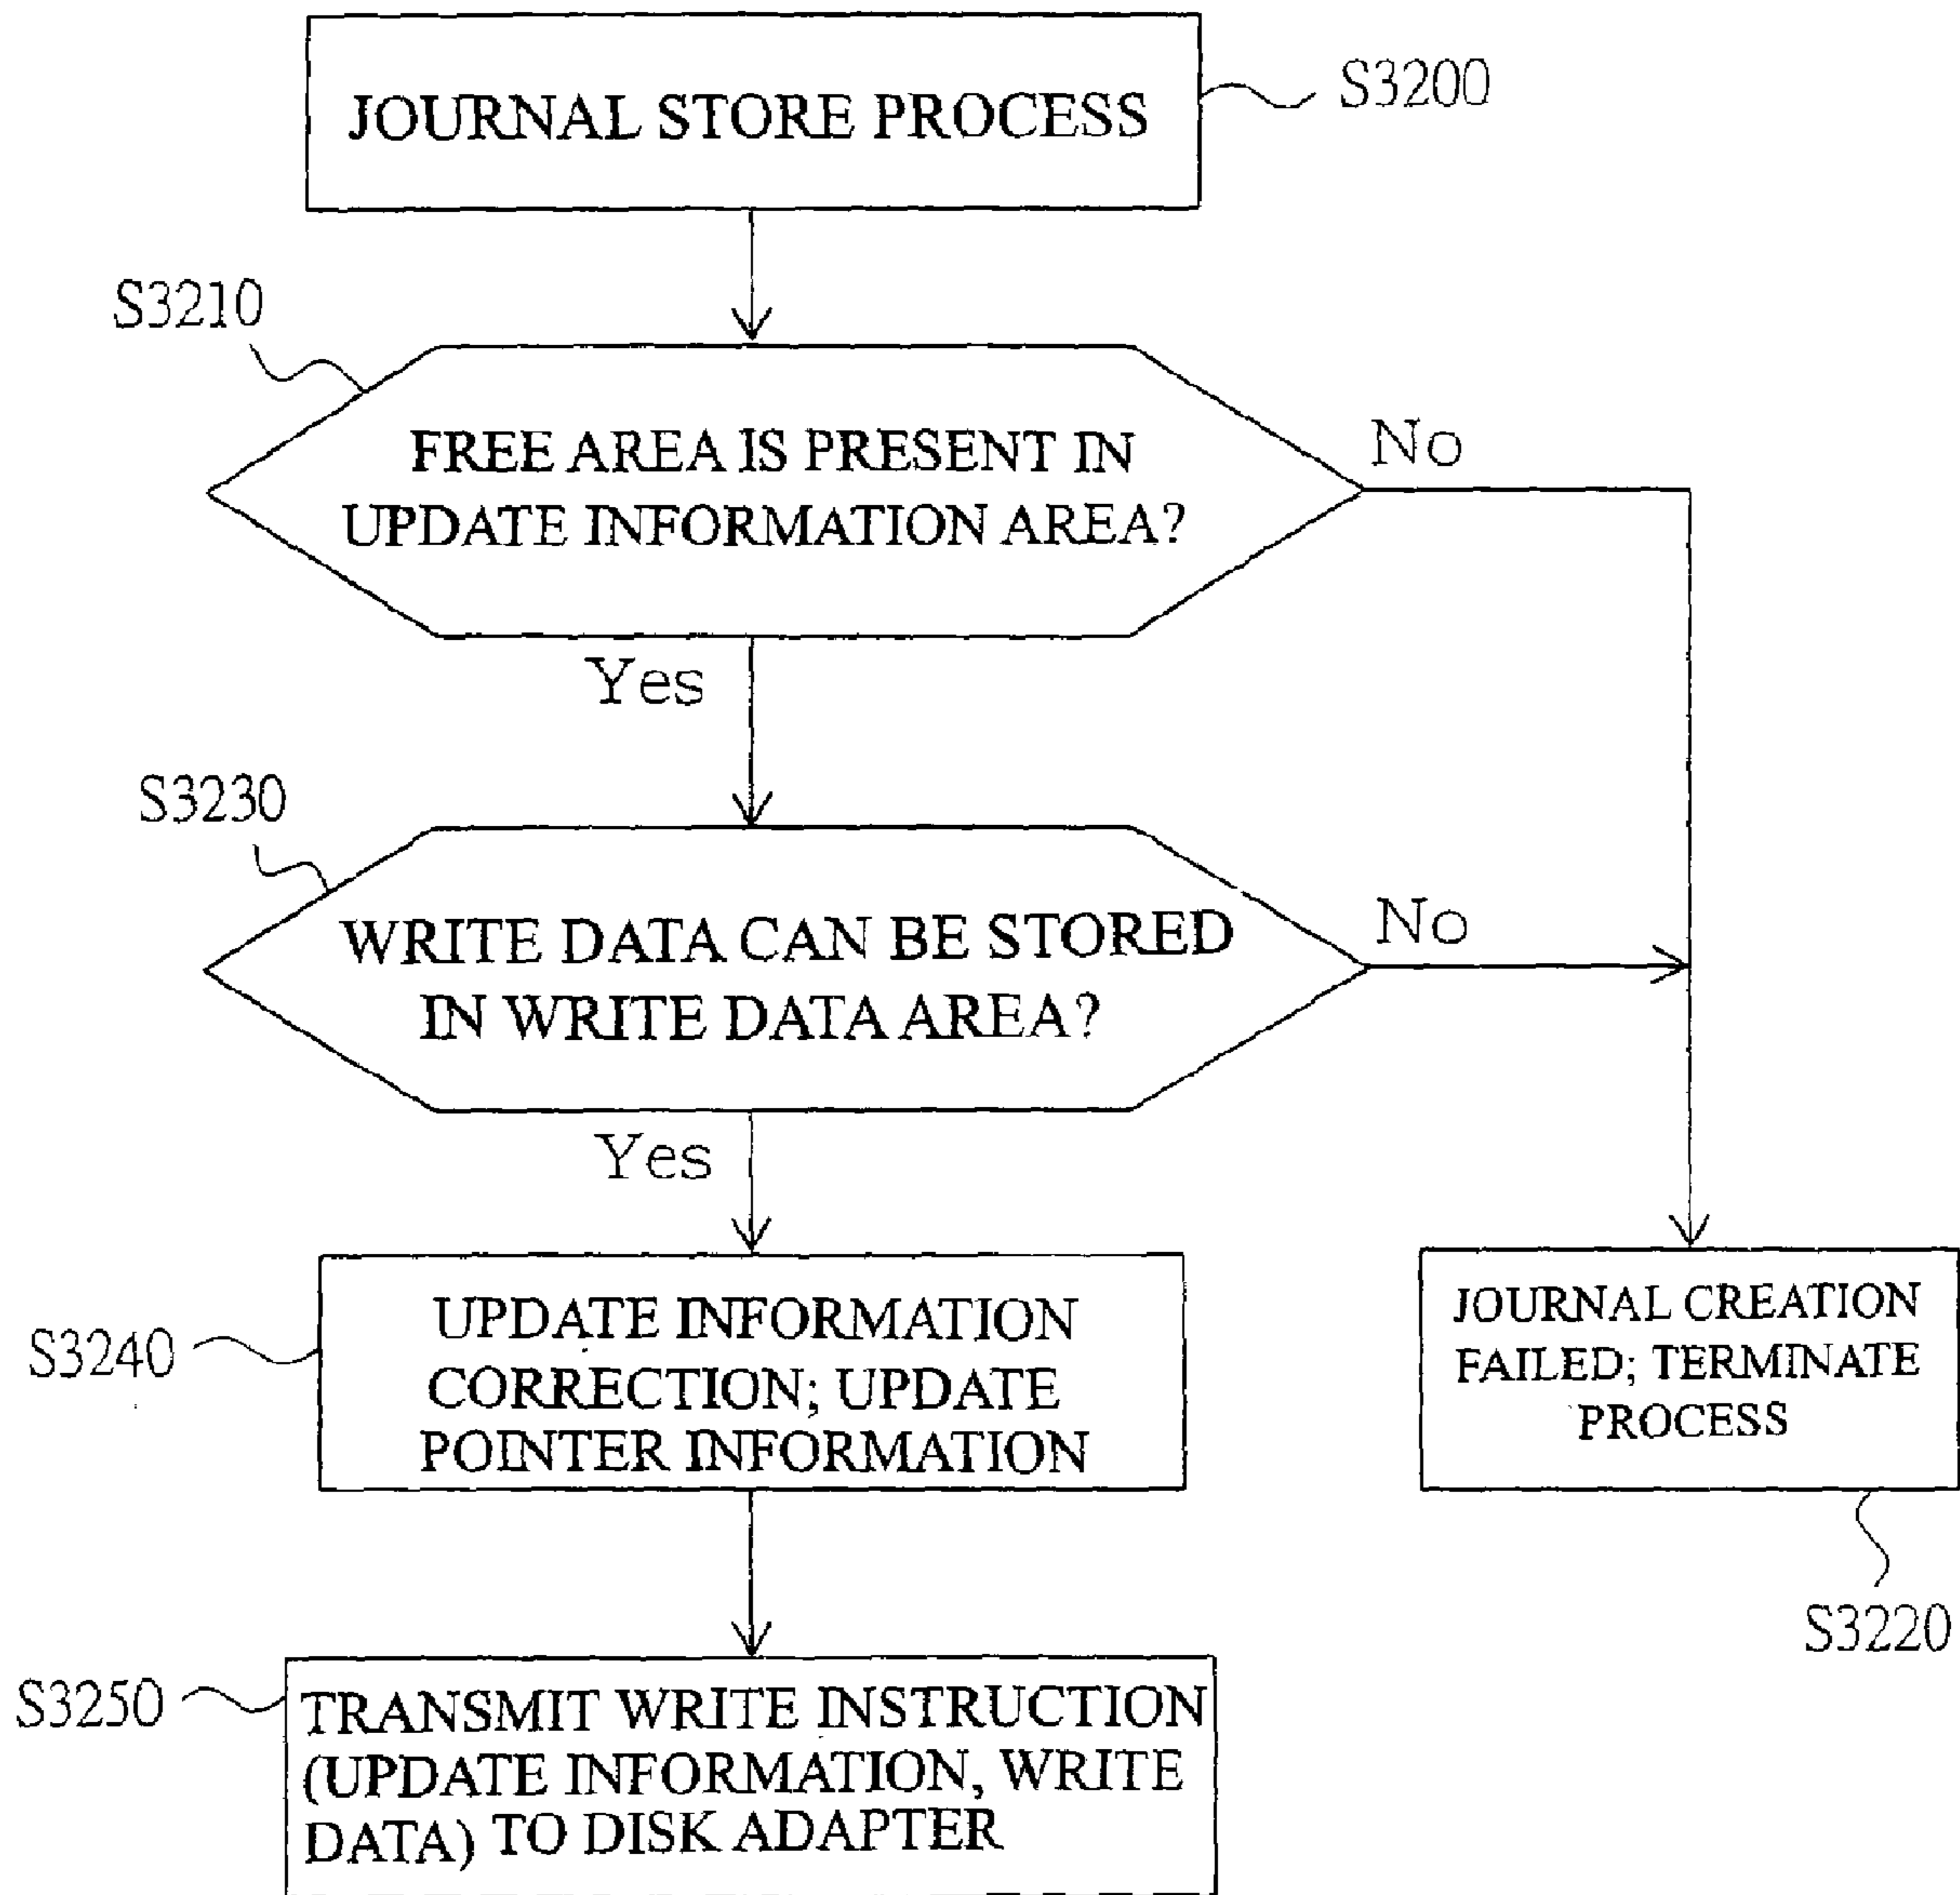 JOURNAL STORE PROCESS
S3200
S3210
FREE AREA IS PRESENT IN
UPDATE INFORMATION AREA?
No
Yes
S3230
WRITE DATA CAN BE STORED
IN WRITE DATA AREA?
No
Yes
S3240
UPDATE INFORMATION
CORRECTION; UPDATE
POINTER INFORMATION
JOURNAL CREATION
FAILED; TERMINATE
PROCESS
S3220
S3250
TRANSMIT WRITE INSTRUCTION
(UPDATE INFORMATION, WRITE
DATA) TO DISK ADAPTER